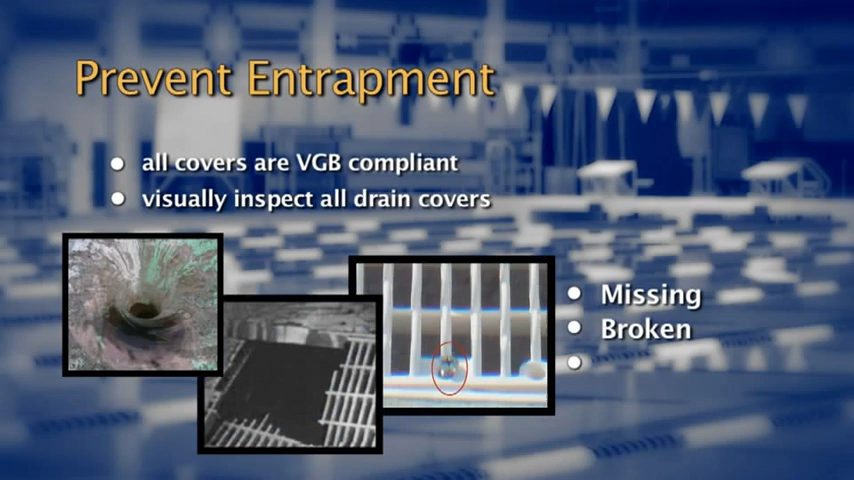 Prevent Entrapment
all covers are VGB compliant
visually inspect all drain covers
Missing
Broken